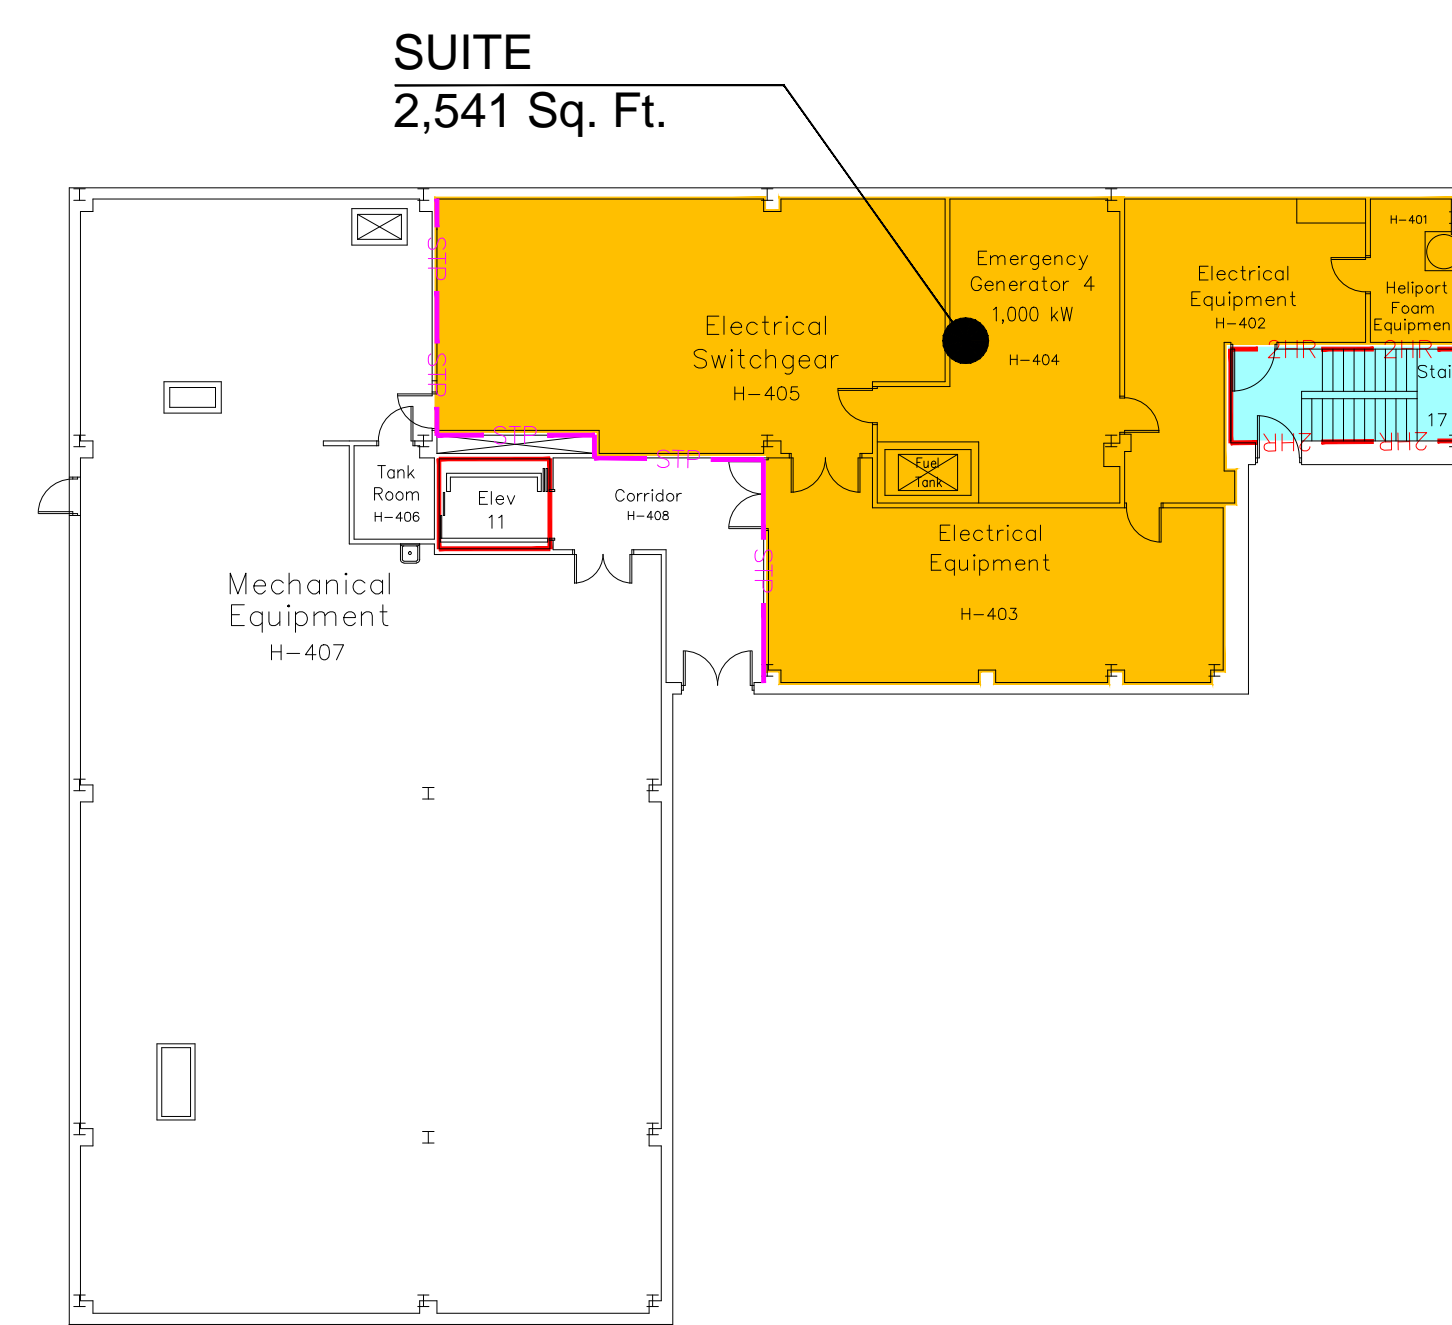 SUITE
2,541 Sq. Ft.
H-401
Emergency
Generator 4
1,000 kW
H-404
Electrical
Equipment
H-402
Heliport
Foam
Equipmen
Electrical
Switchgear
H-405
STP
STP
STP
STP
STP
2HR
2HR
2HR
2HR
Stai
17
Fuel
Tank
Tank
Room
H-406
Elev
11
Corridor
H-408
Electrical
Equipment
H-403
Mechanical
Equipment
H-407